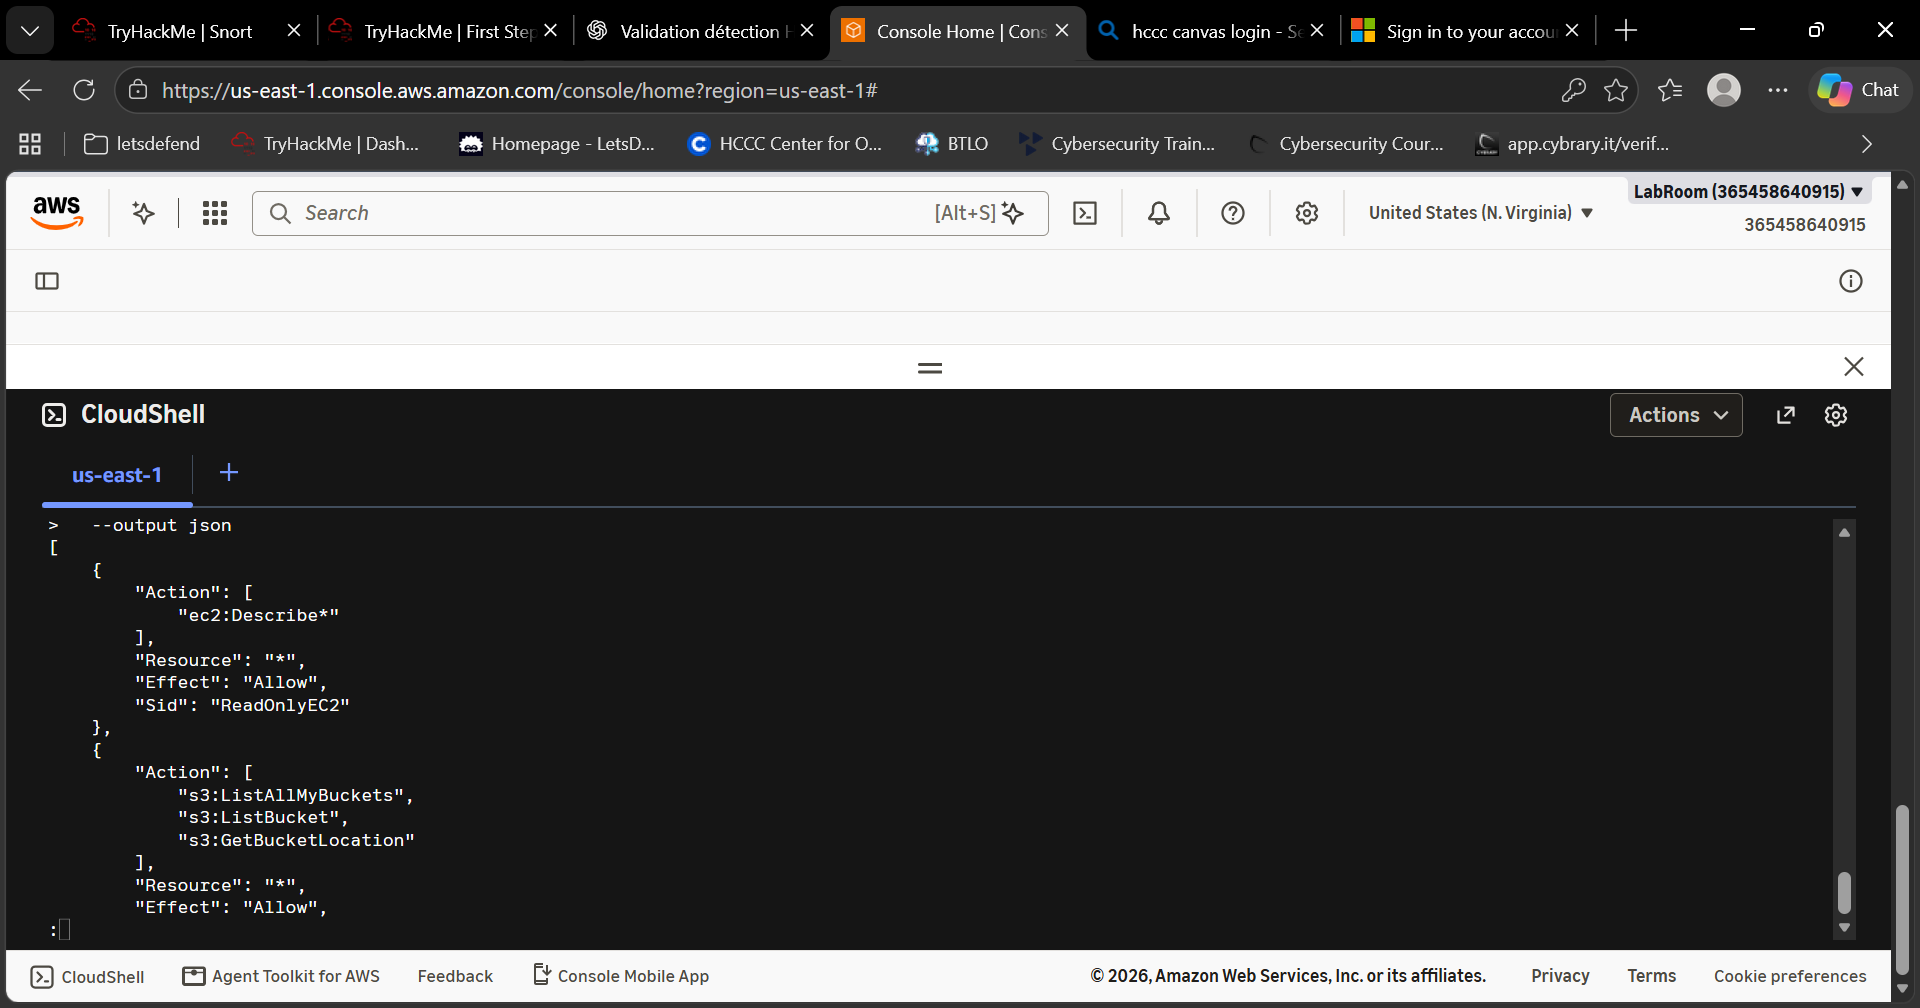 TryHackMe | Snort
TryHackMe | First Step
Validation détection
Console Home | Cons
hccc canvas login - Se
Sign in to your accou
https://us-east-1.console.aws.amazon.com/console/home?region=us-east-1#
Chat
letsdefend
TryHackMe | Dash...
Homepage - LetsD...
HCCC Center for O...
BTLO
Cybersecurity Train...
Cybersecurity Cour...
app.cybrary.it/verif...
aws
Search
[Alt+S]
United States (N. Virginia)
LabRoom (365458640915)
365458640915
CloudShell
Actions
us-east-1
>   --output json
[
    {
        "Action": [
            "ec2:Describe*"
        ],
        "Resource": "*",
        "Effect": "Allow",
        "Sid": "ReadOnlyEC2"
    },
    {
        "Action": [
            "s3:ListAllMyBuckets",
            "s3:ListBucket",
            "s3:GetBucketLocation"
        ],
        "Resource": "*",
        "Effect": "Allow",
:
CloudShell
Agent Toolkit for AWS
Feedback
Console Mobile App
© 2026, Amazon Web Services, Inc. or its affiliates.
Privacy
Terms
Cookie preferences